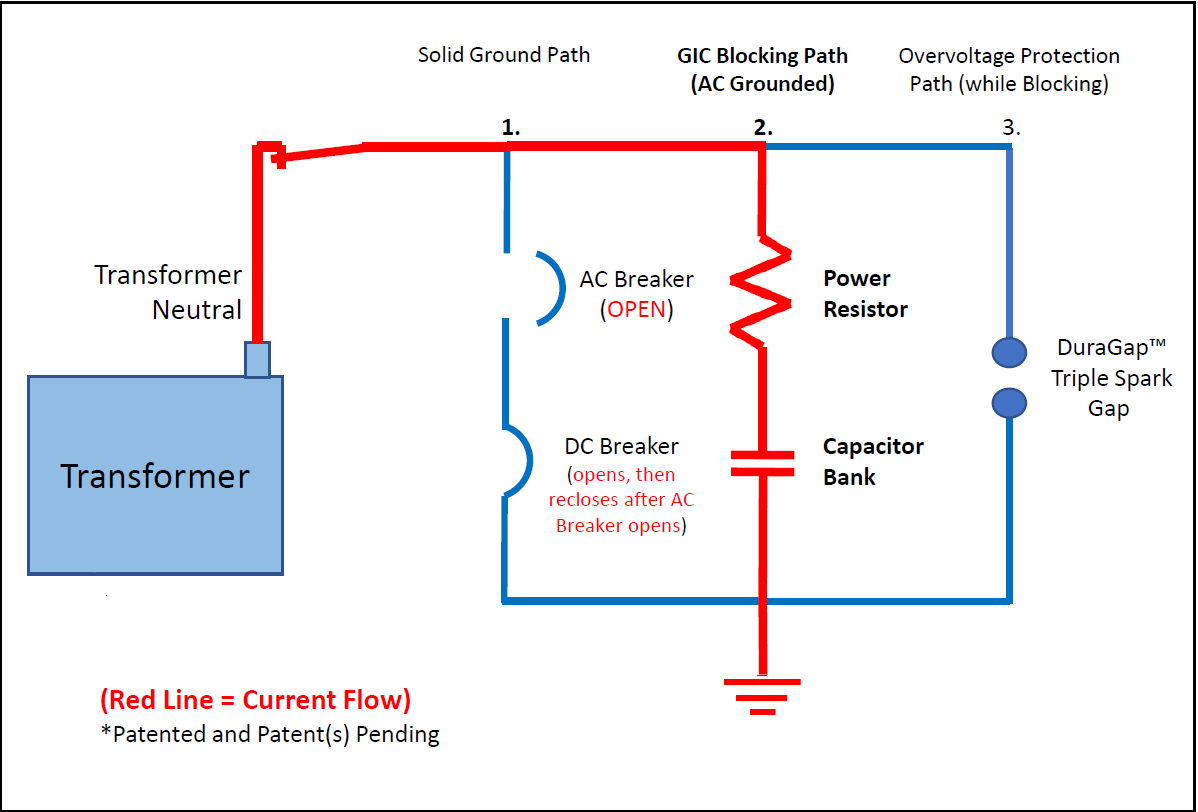 Solid Ground Path
GIC Blocking Path
(AC Grounded)
Overvoltage Protection
Path (while Blocking)
1.
2.
3.
Transformer
Neutral
AC Breaker
(OPEN)
Power
Resistor
DuraGap™
Triple Spark
Gap
Transformer
DC Breaker
(opens, then
recloses after AC
Breaker opens)
Capacitor
Bank
(Red Line = Current Flow)
*Patented and Patent(s) Pending